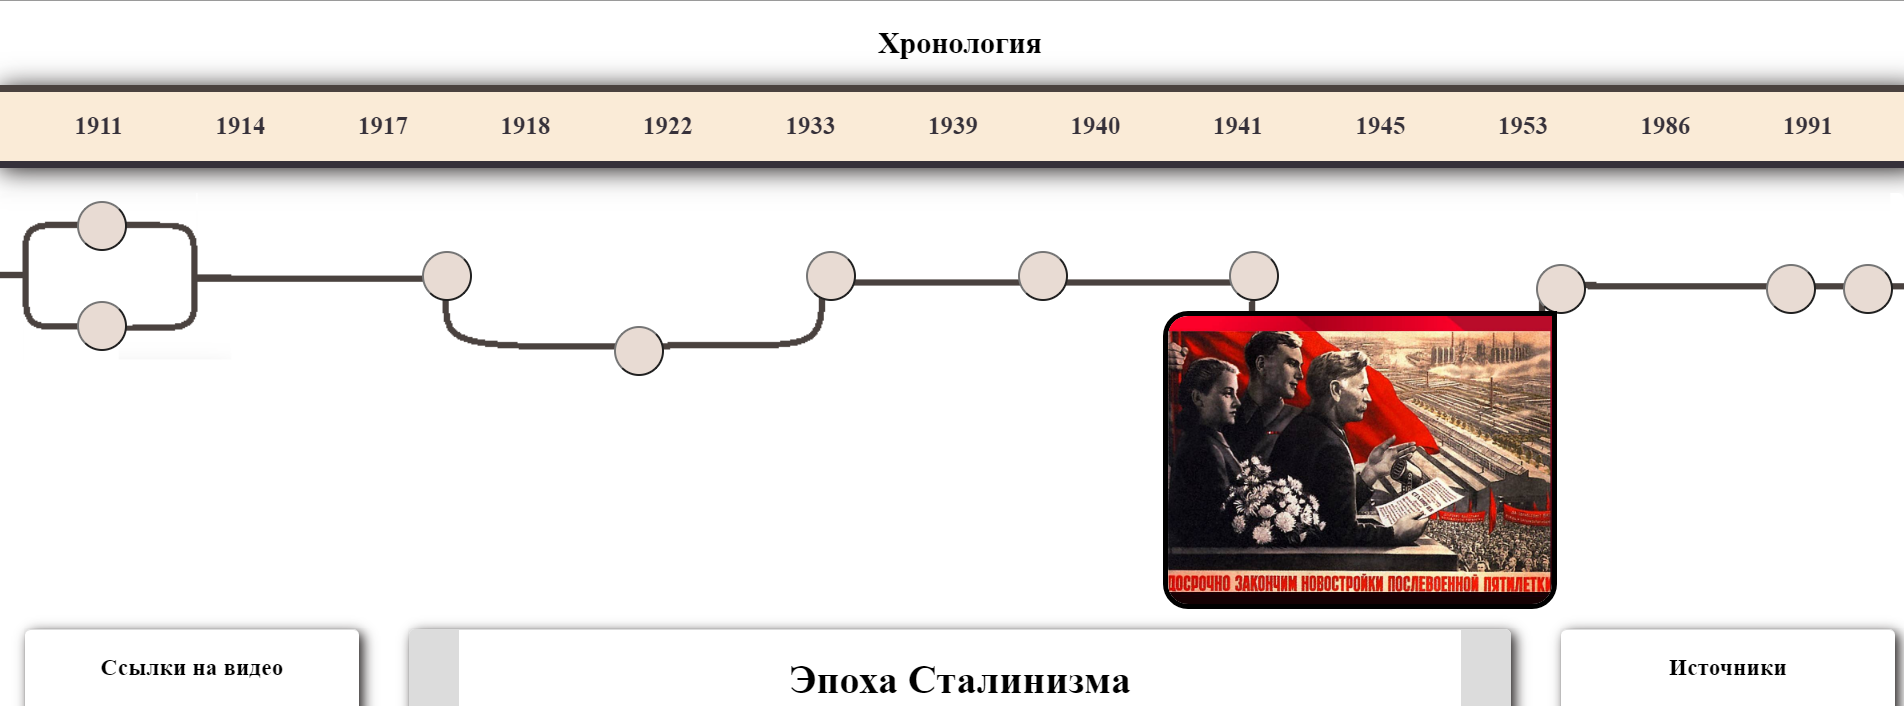 Хронология
1911 1914 1917 1918 1922 1933 1939 1940 1941 1945 1953 1986 1991
ДОСРОЧНО ЗАКОНЧИМ НОВОСТРОЙКИ ПОСЛЕВОЕННОЙ ПЯТИЛЕТКИ
Ссылки на видео
Эпоха Сталинизма
Источники